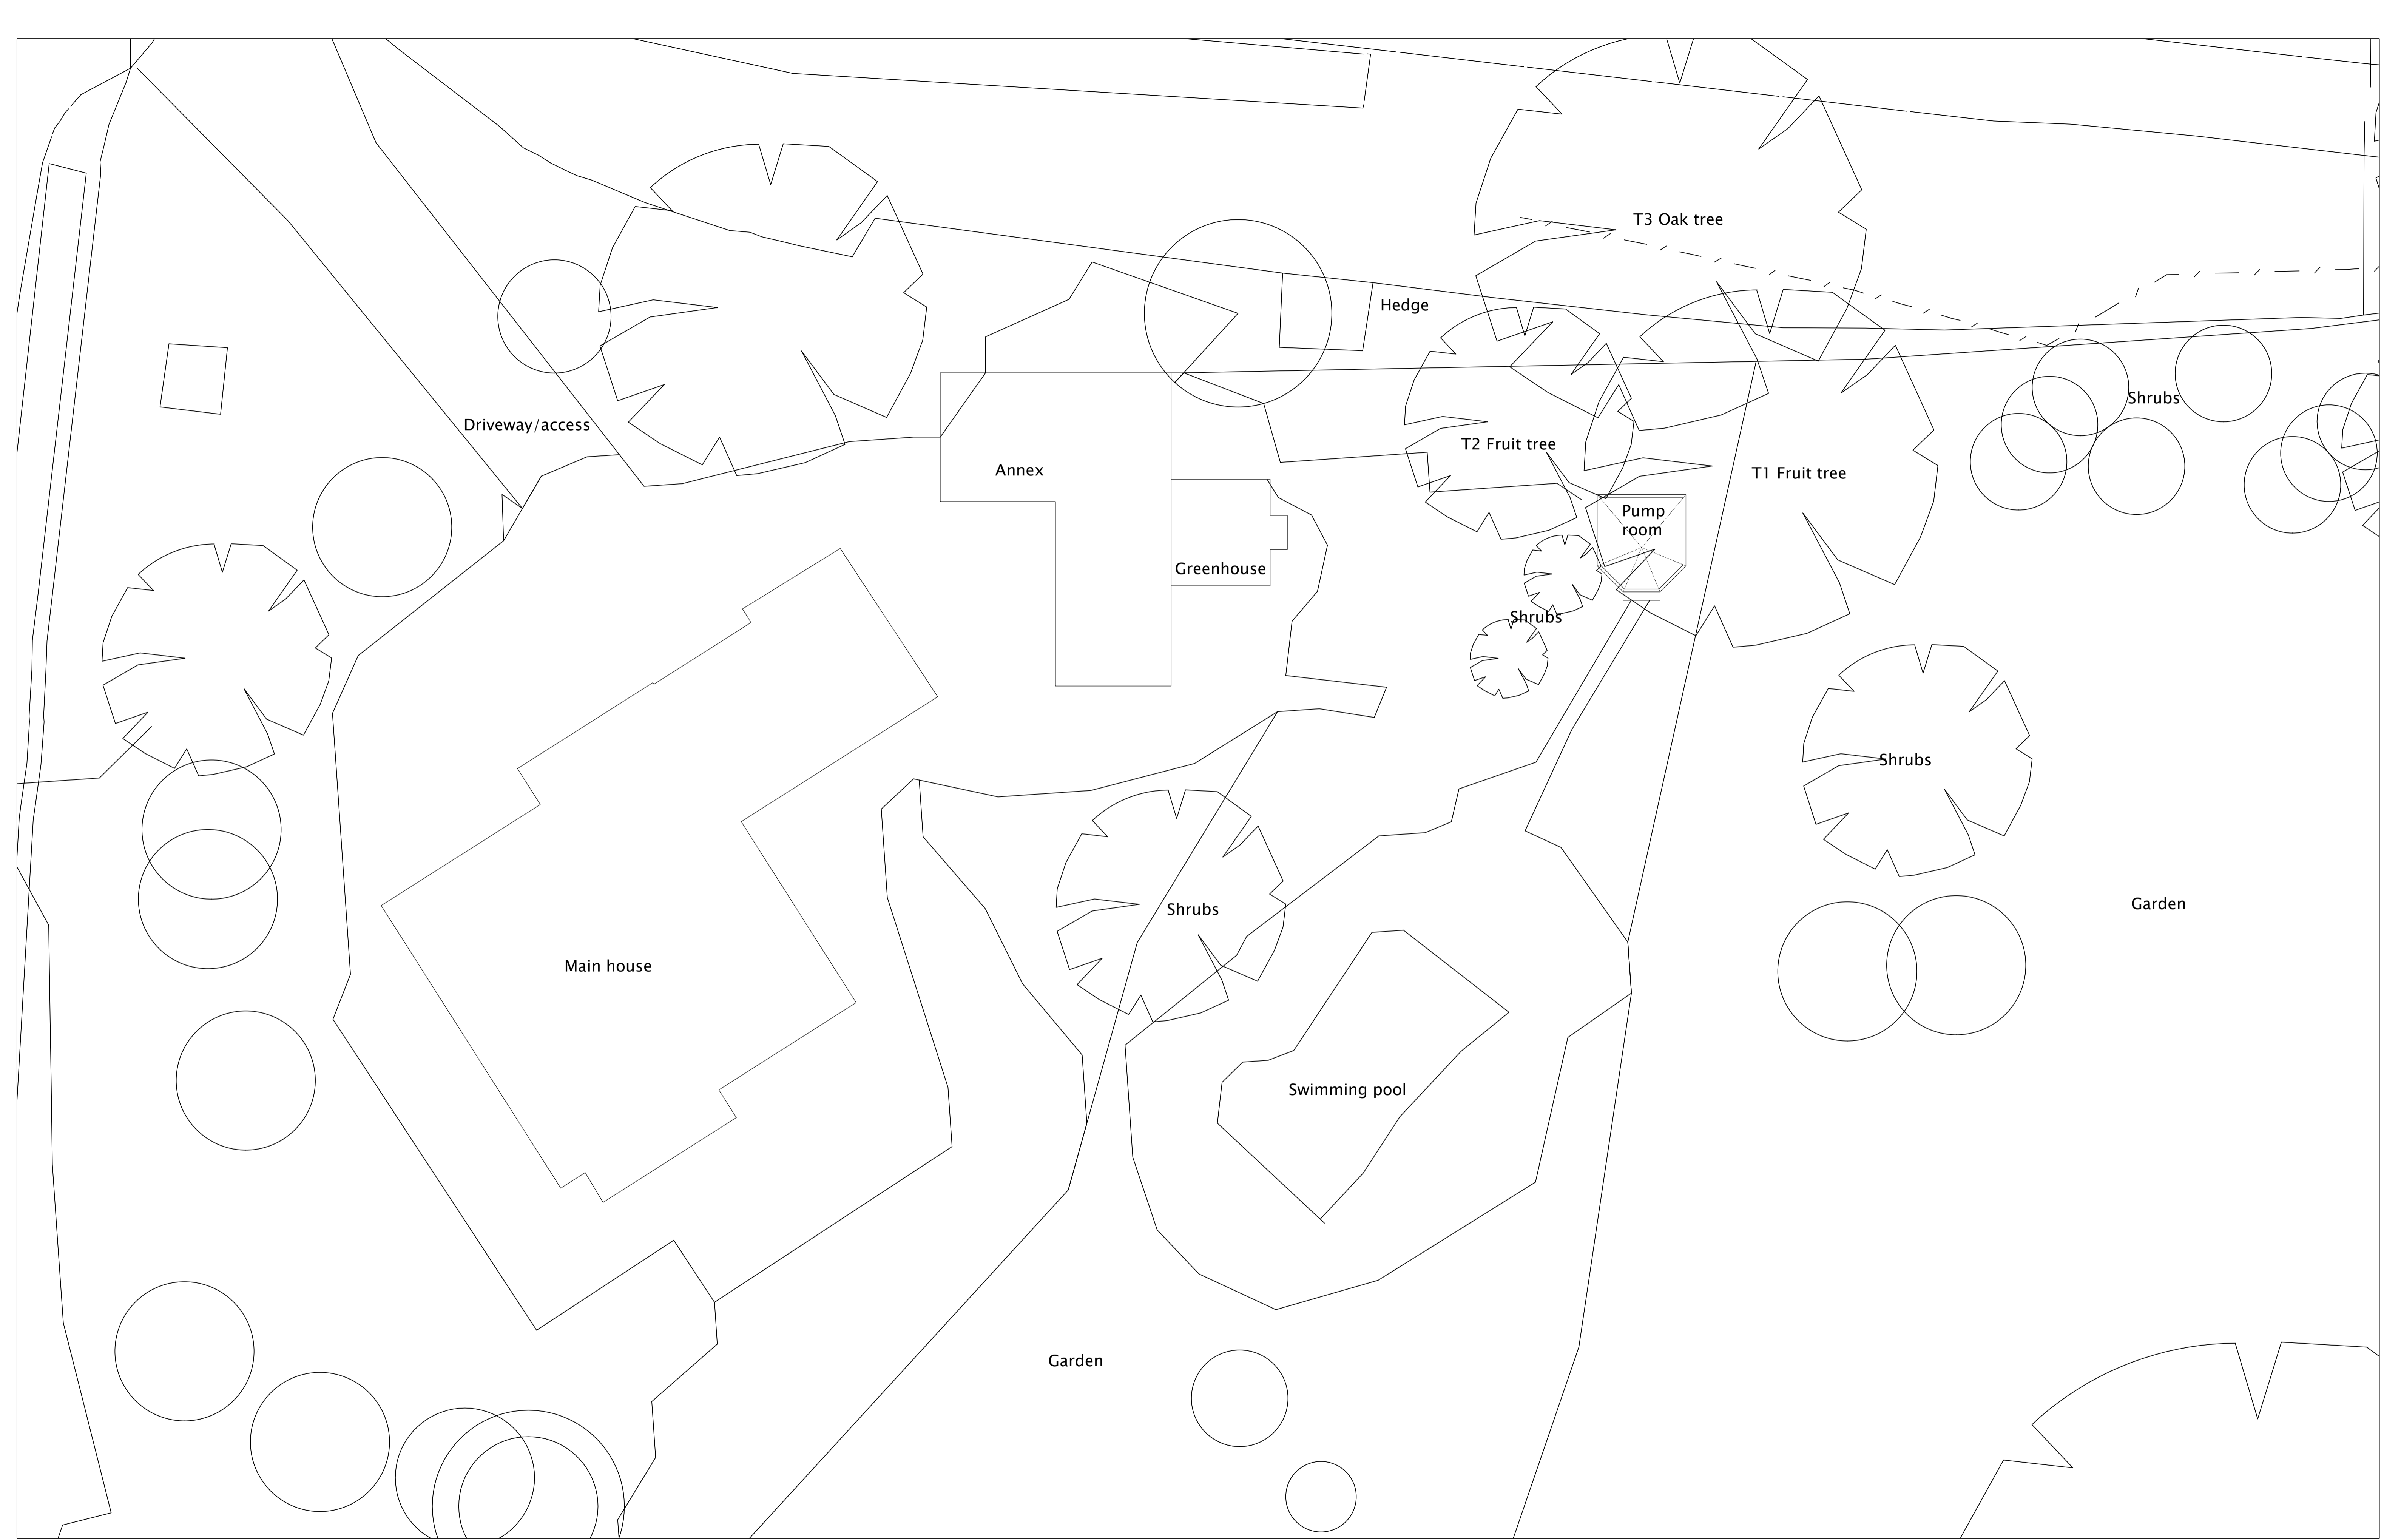 T3 Oak tree
Hedge
Shrubs
Driveway/access
T2 Fruit tree
Annex
T1 Fruit tree
Pump
room
Greenhouse
Shrubs
Shrubs
Garden
Shrubs
Main house
Swimming pool
Garden